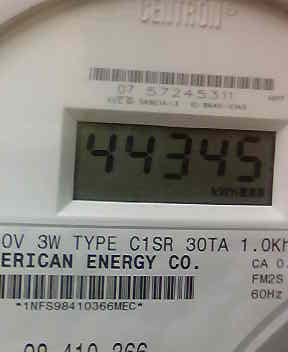 CENTRON®
07 57245311
44345
0V 3W TYPE C1SR 30TA 1.0Kh
ERICAN ENERGY CO.
CA 0.
FM2S
60Hz
*1NFS98410366MEC*
98 410 366